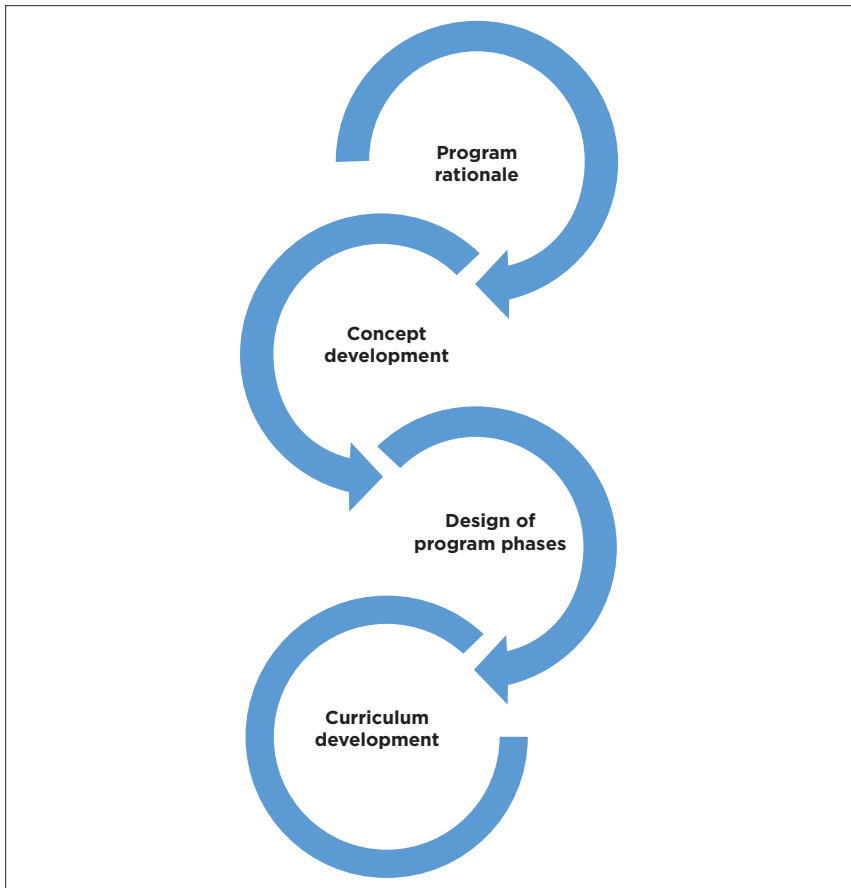 Program
rationale
Concept
development
Design of
program phases
Curriculum
development